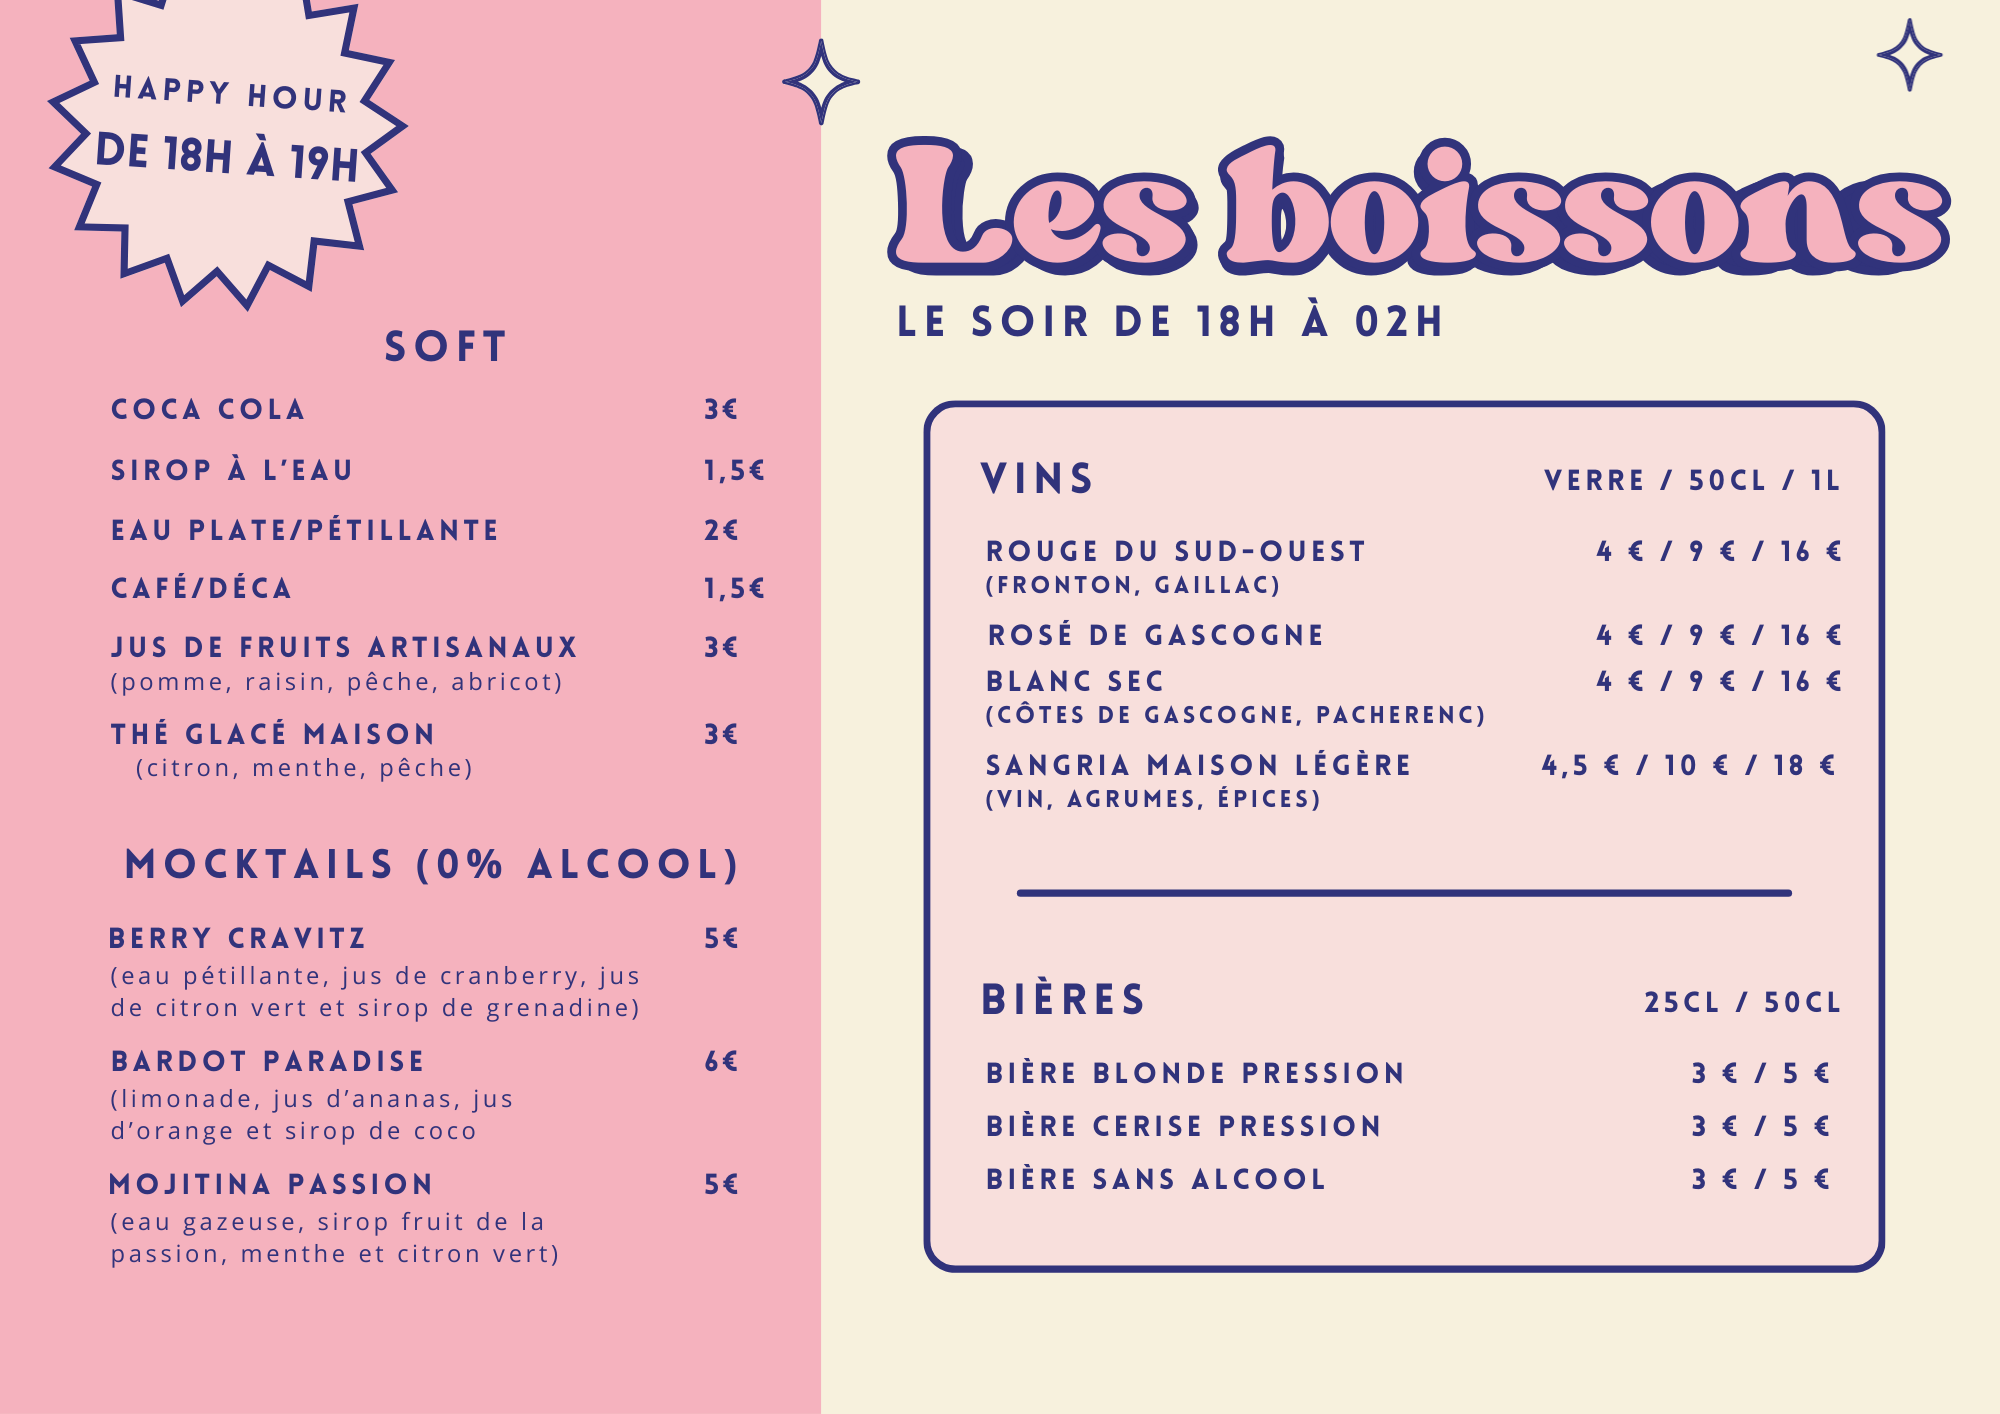 HAPPY HOUR
DE 18H À 19H
SOFT
COCA COLA 3€
SIROP À L’EAU 1,5€
EAU PLATE/PÉTILLANTE 2€
CAFÉ/DÉCA 1,5€
JUS DE FRUITS ARTISANAUX 3€
(pomme, raisin, pêche, abricot)
THÉ GLACÉ MAISON 3€
(citron, menthe, pêche)
MOCKTAILS (0% ALCOOL)
BERRY CRAVITZ 5€
(eau pétillante, jus de cranberry, jus
de citron vert et sirop de grenadine)
BARDOT PARADISE 6€
(limonade, jus d’ananas, jus
d’orange et sirop de coco
MOJITINA PASSION 5€
(eau gazeuse, sirop fruit de la
passion, menthe et citron vert)
Les boissons
LE SOIR DE 18H À 02H
VINS VERRE / 50CL / 1L
ROUGE DU SUD-OUEST 4 € / 9 € / 16 €
(FRONTON, GAILLAC)
ROSÉ DE GASCOGNE 4 € / 9 € / 16 €
BLANC SEC 4 € / 9 € / 16 €
(CÔTES DE GASCOGNE, PACHERENC)
SANGRIA MAISON LÉGÈRE 4,5 € / 10 € / 18 €
(VIN, AGRUMES, ÉPICES)
BIÈRES 25CL / 50CL
BIÈRE BLONDE PRESSION 3 € / 5 €
BIÈRE CERISE PRESSION 3 € / 5 €
BIÈRE SANS ALCOOL 3 € / 5 €